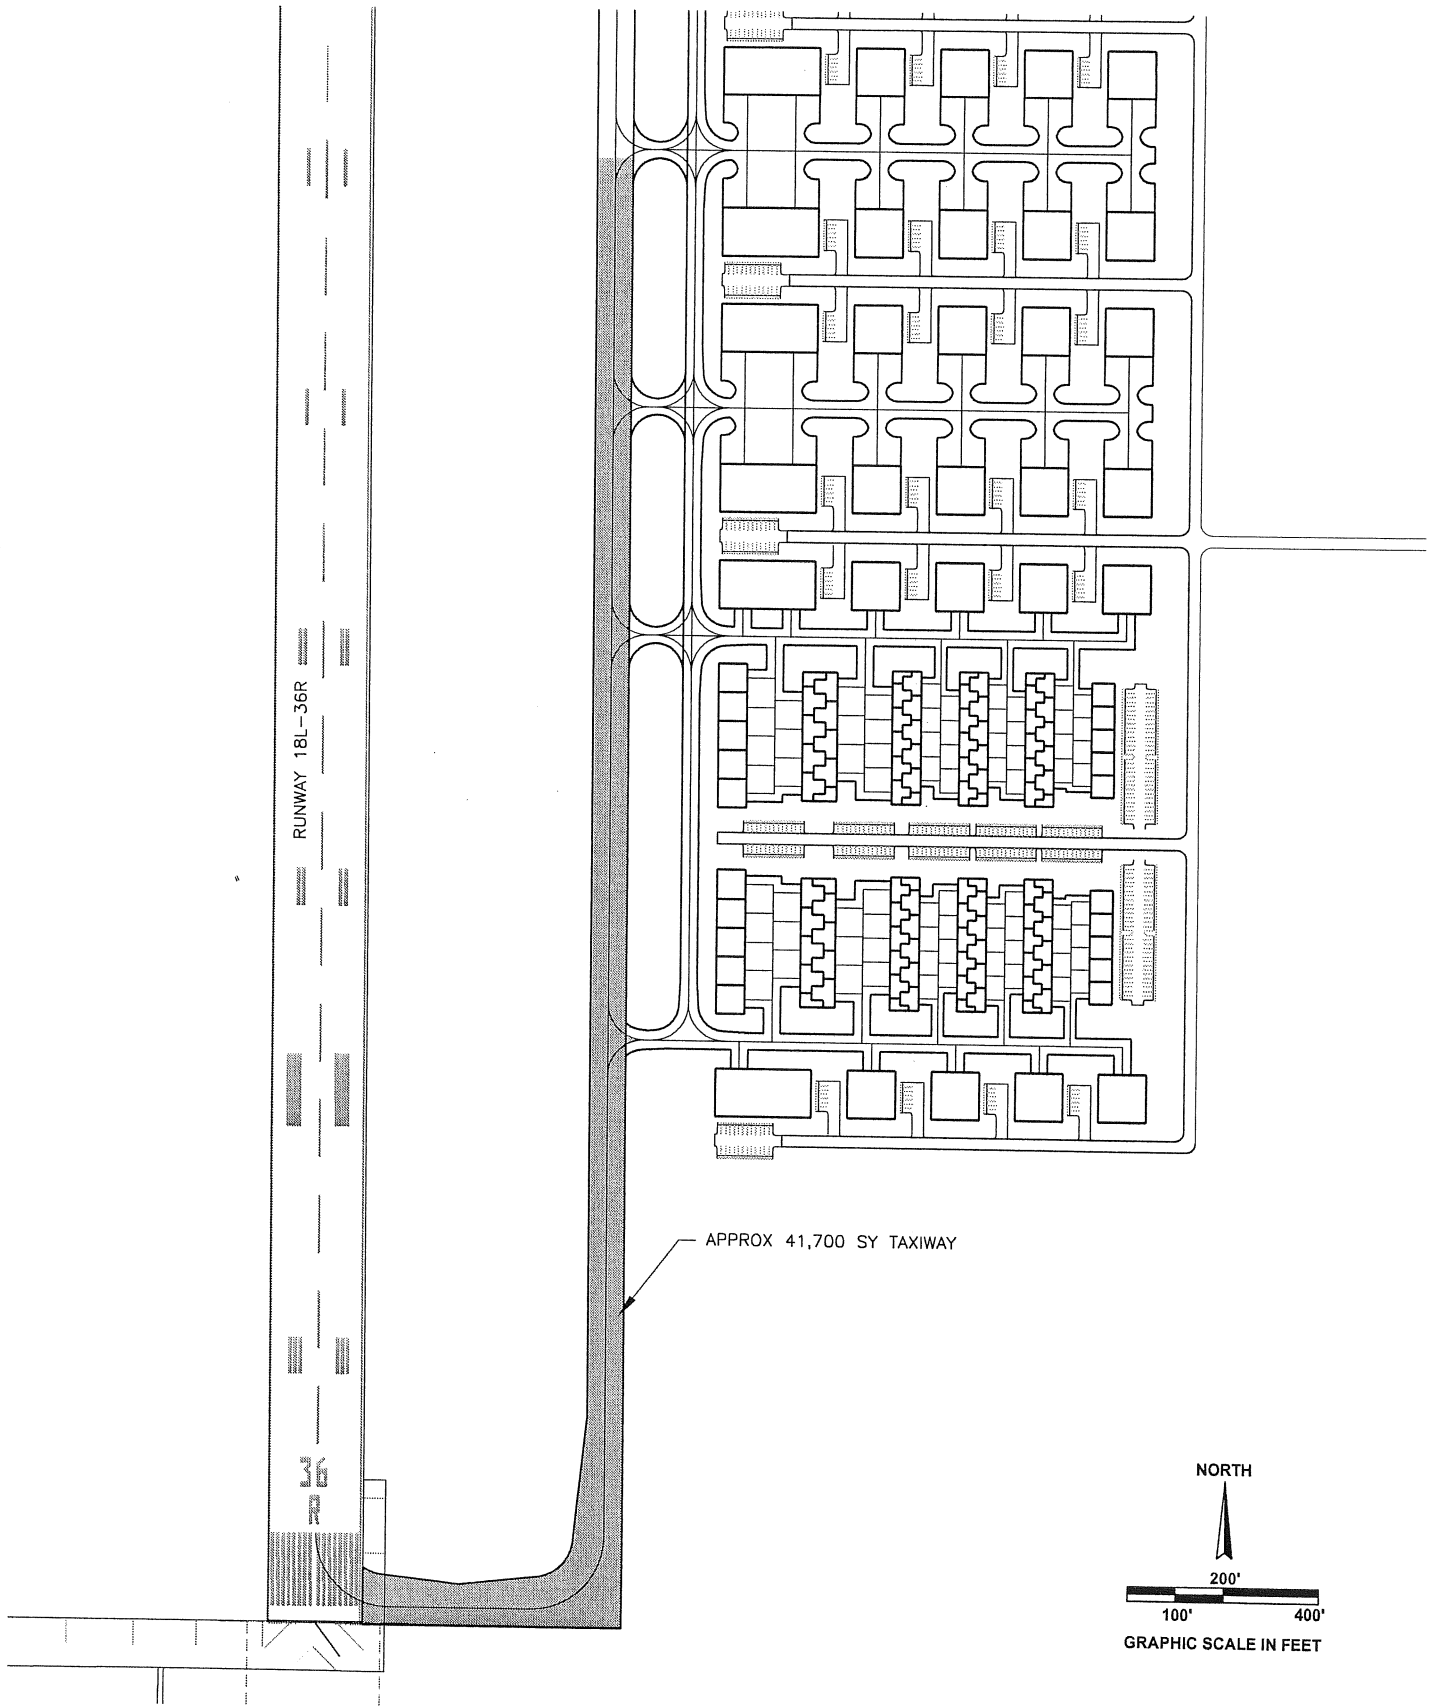 RUNWAY 18L-36R
APPROX 41,700 SY TAXIWAY
36
R
NORTH
200'
100' 400'
GRAPHIC SCALE IN FEET